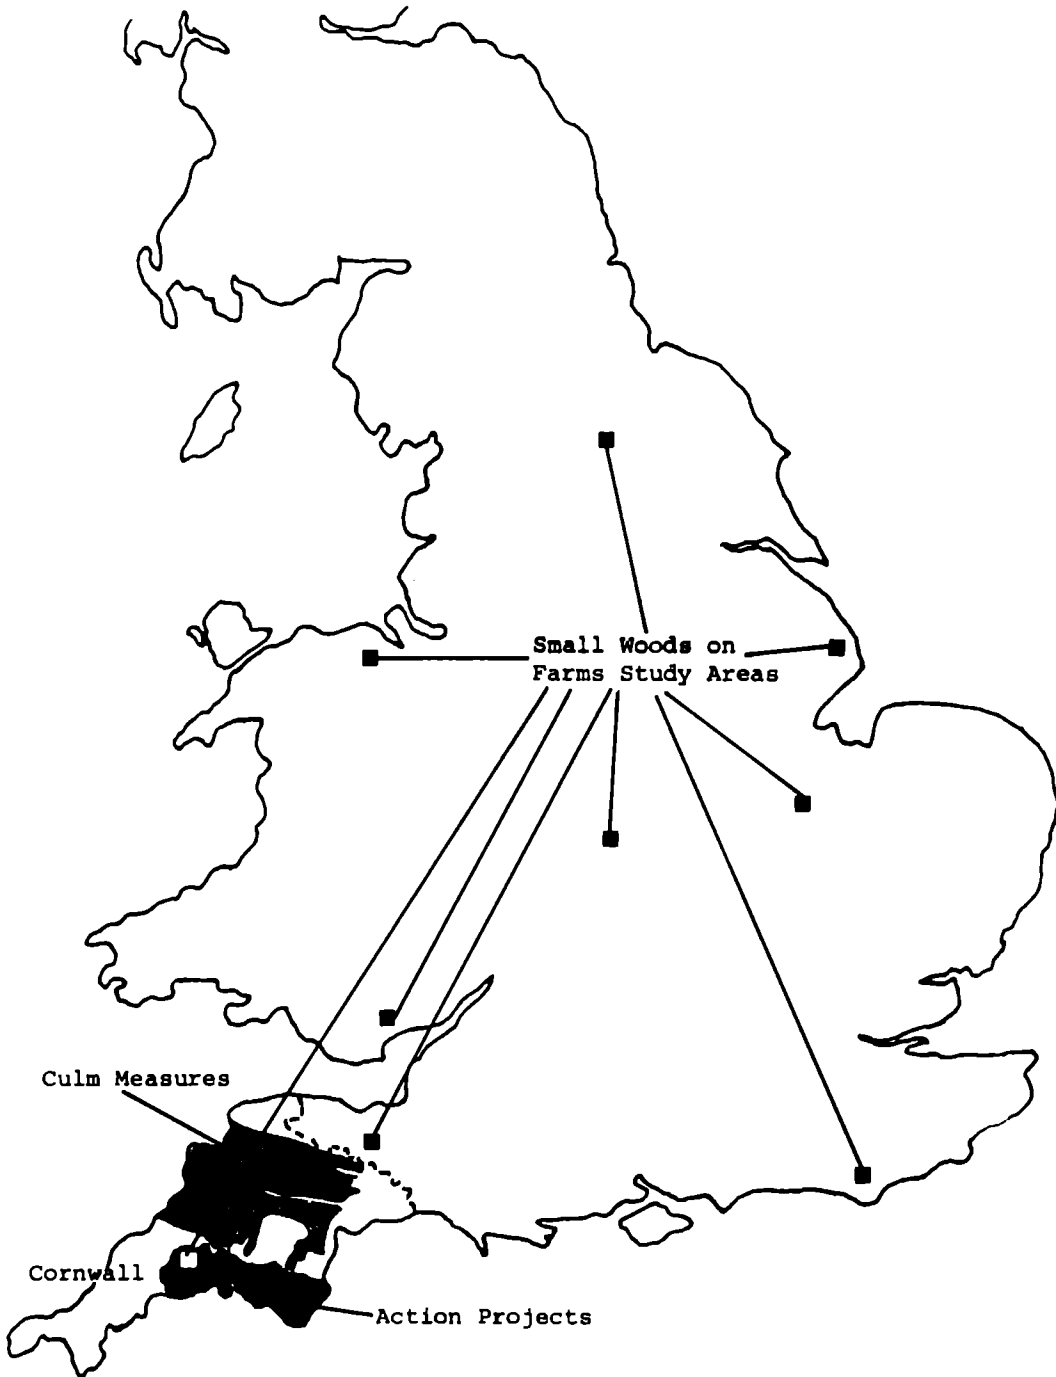 Small Woods on
Farms Study Areas
Culm Measures
Cornwall
Action Projects